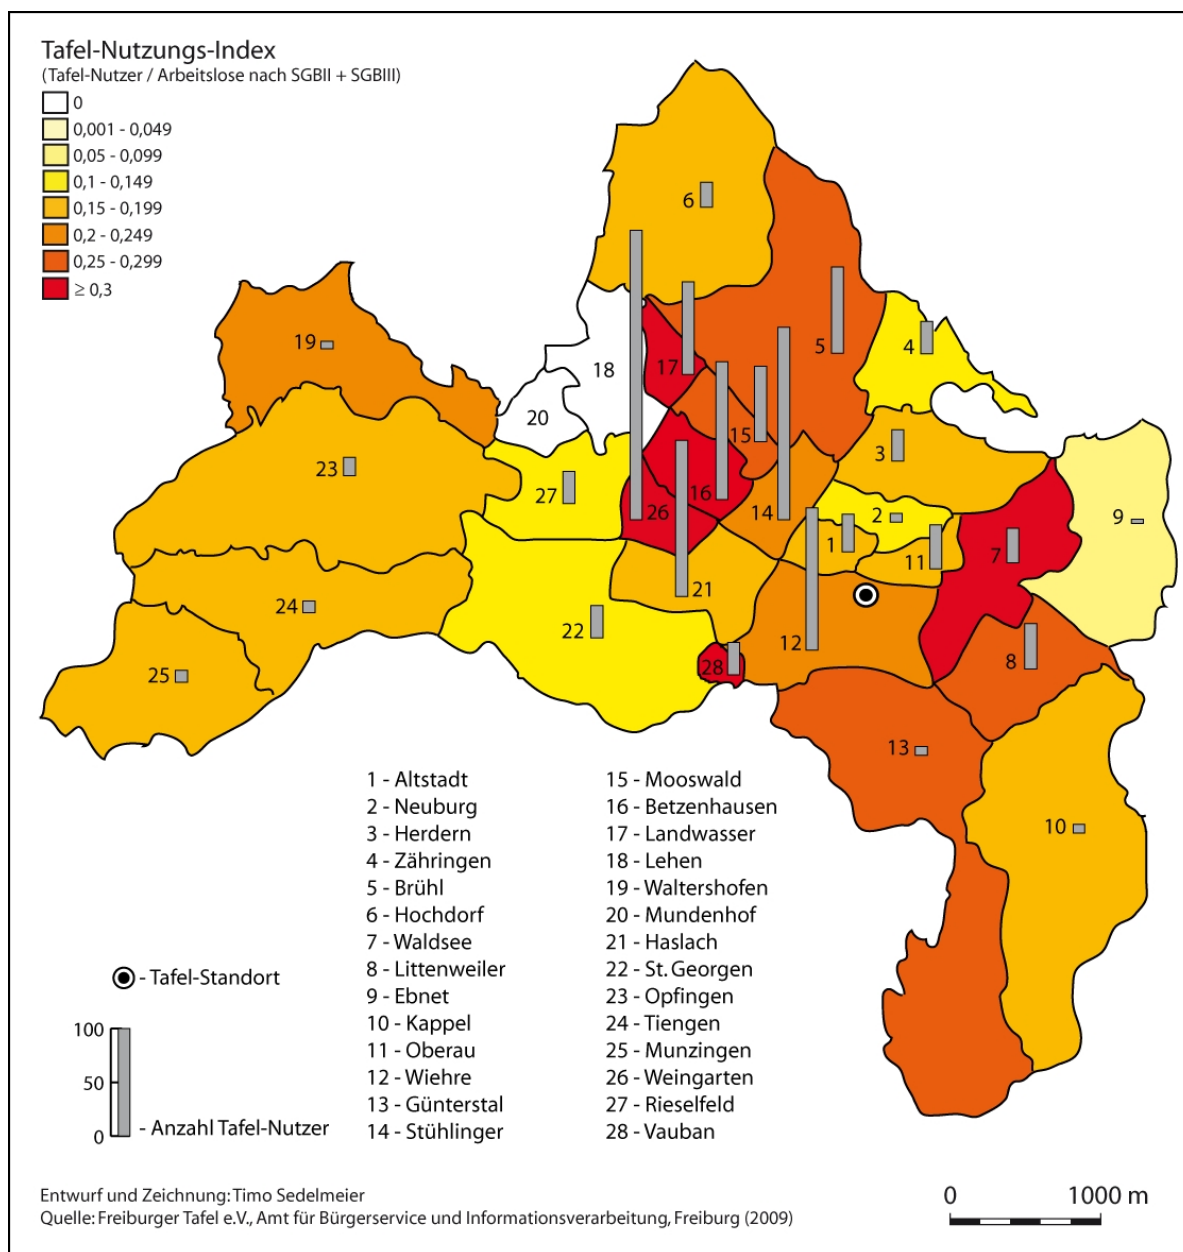 Tafel-Nutzungs-Index
(Tafel-Nutzer / Arbeitslose nach SGBII + SGBIII)
0
0,001 - 0,049
0,05 - 0,099
0,1 - 0,149
0,15 - 0,199
0,2 - 0,249
0,25 - 0,299
≥ 0,3
6
19
18
17
5
4
20
15
3
23
27
16
26
14
2
9
1
11
7
21
24
22
12
28
8
25
13
10
1 - Altstadt
2 - Neuburg
3 - Herdern
4 - Zähringen
5 - Brühl
6 - Hochdorf
7 - Waldsee
8 - Littenweiler
9 - Ebnet
10 - Kappel
11 - Oberau
12 - Wiehre
13 - Günterstal
14 - Stühlinger
15 - Mooswald
16 - Betzenhausen
17 - Landwasser
18 - Lehen
19 - Waltershofen
20 - Mundenhof
21 - Haslach
22 - St. Georgen
23 - Opfingen
24 - Tiengen
25 - Munzingen
26 - Weingarten
27 - Rieselfeld
28 - Vauban
- Tafel-Standort
100
50
0
- Anzahl Tafel-Nutzer
Entwurf und Zeichnung: Timo Sedelmeier
Quelle: Freiburger Tafel e.V., Amt für Bürgerservice und Informationsverarbeitung, Freiburg (2009)
0 1000 m